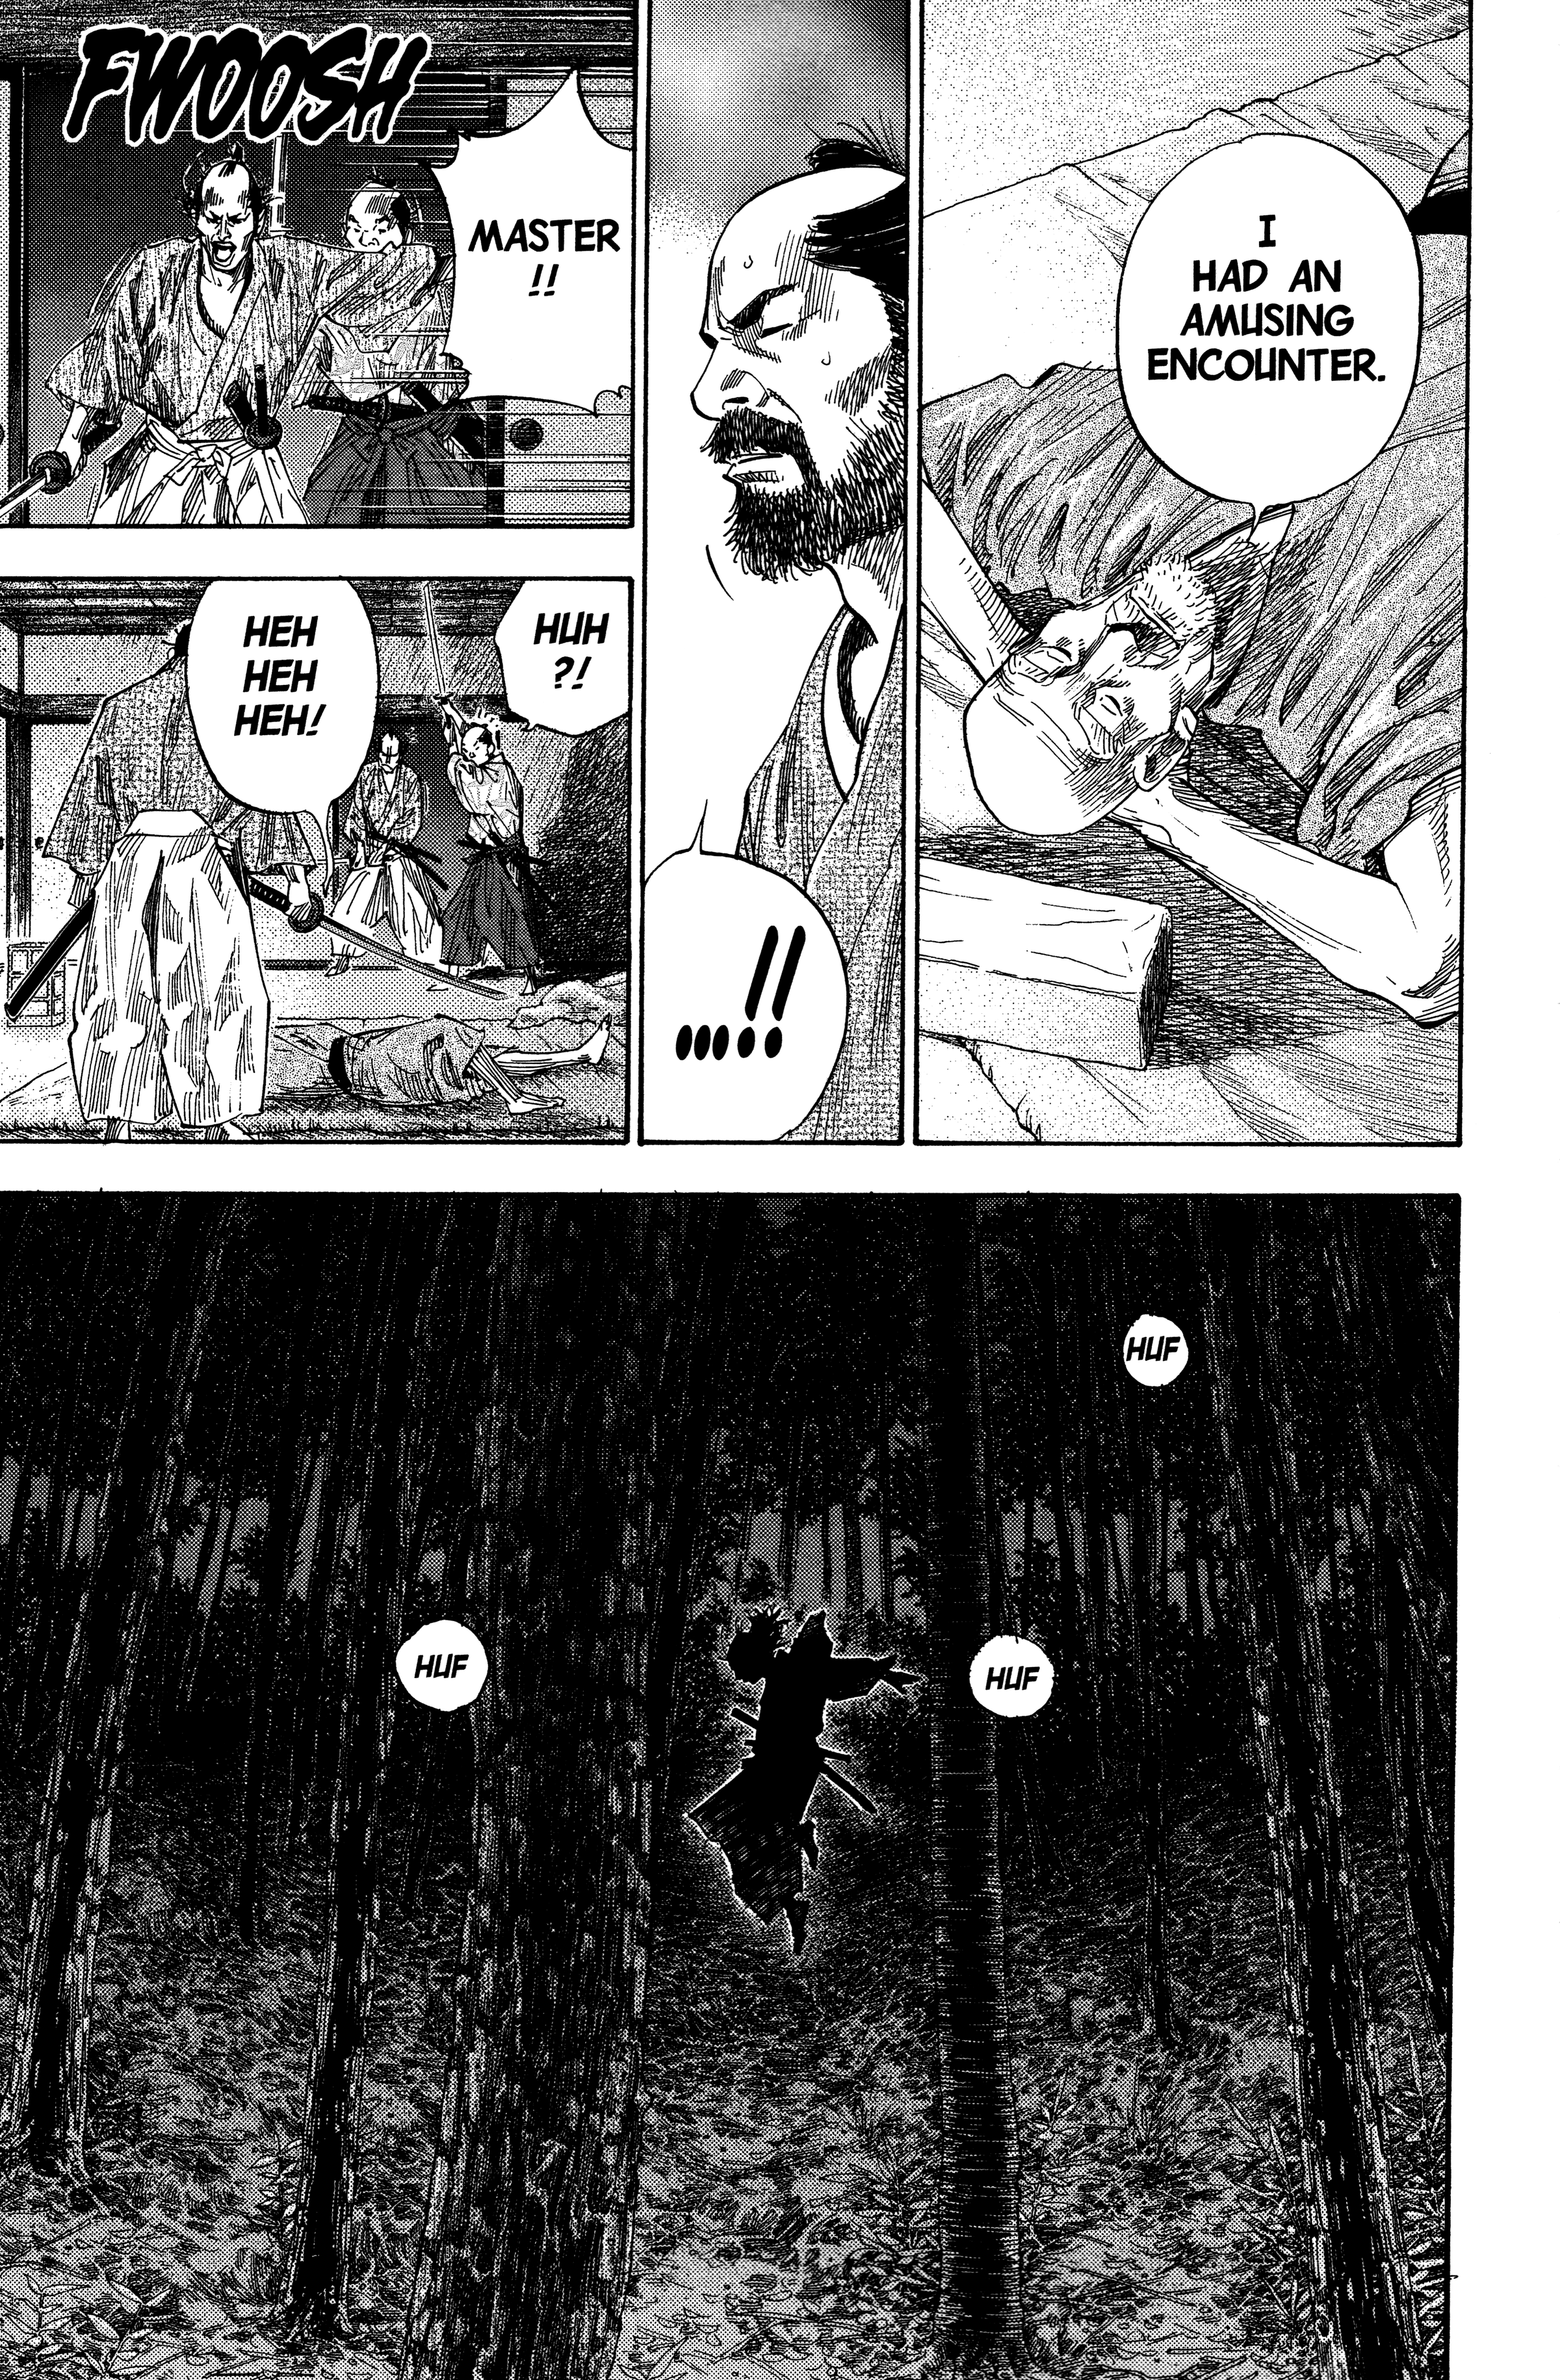 I
HAD AN
AMUSING
ENCOUNTER.
...!!
FWOOSH
MASTER
!!
HUH
?!
HEH
HEH
HEH!
HUF
HUF
HUF